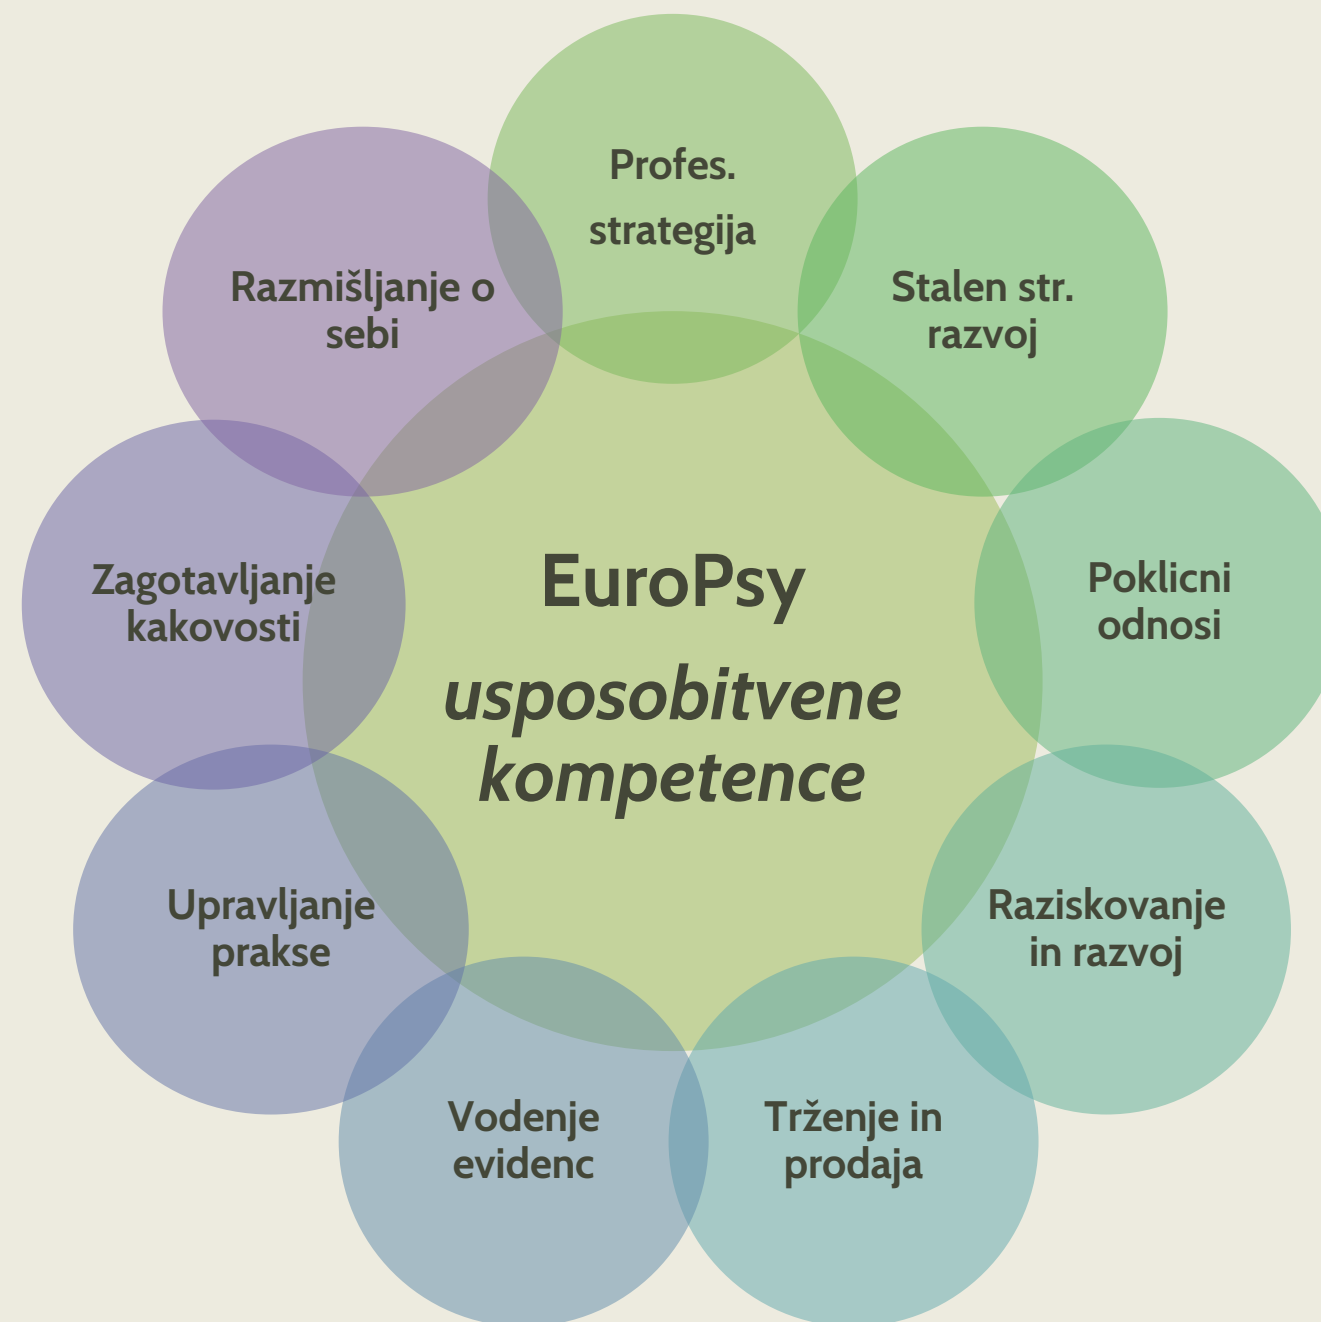 Profes.
strategija
Stalen str.
razvoj
Poklicni
odnosi
Raziskovanje
in razvoj
Trženje in
prodaja
Vodenje
evidenc
Upravljanje
prakse
Zagotavljanje
kakovosti
Razmišljanje o
sebi
EuroPsy
usposobitvene
kompetence